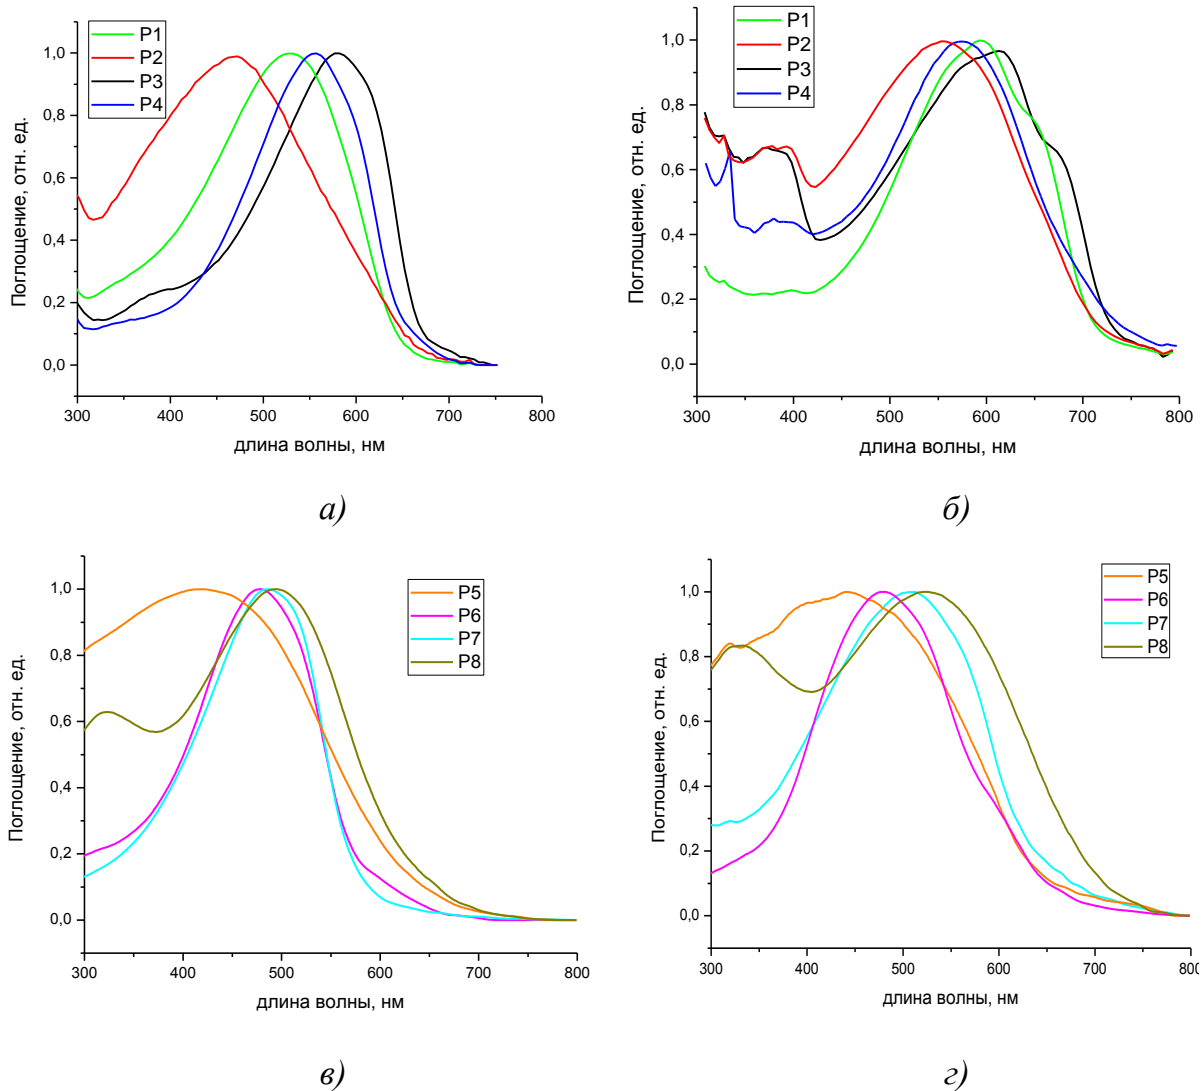 P1
P2
P3
P4
Поглощение, отн. ед.
1,0
0,8
0,6
0,4
0,2
0,0
300 400 500 600 700 800
длина волны, нм
а)
P1
P2
P3
P4
Поглощение, отн. ед.
1,0
0,8
0,6
0,4
0,2
0,0
300 400 500 600 700 800
длина волны, нм
б)
P5
P6
P7
P8
Поглощение, отн. ед.
1,0
0,8
0,6
0,4
0,2
0,0
300 400 500 600 700 800
длина волны, нм
в)
P5
P6
P7
P8
Поглощение, отн. ед.
1,0
0,8
0,6
0,4
0,2
0,0
300 400 500 600 700 800
длина волны, нм
г)